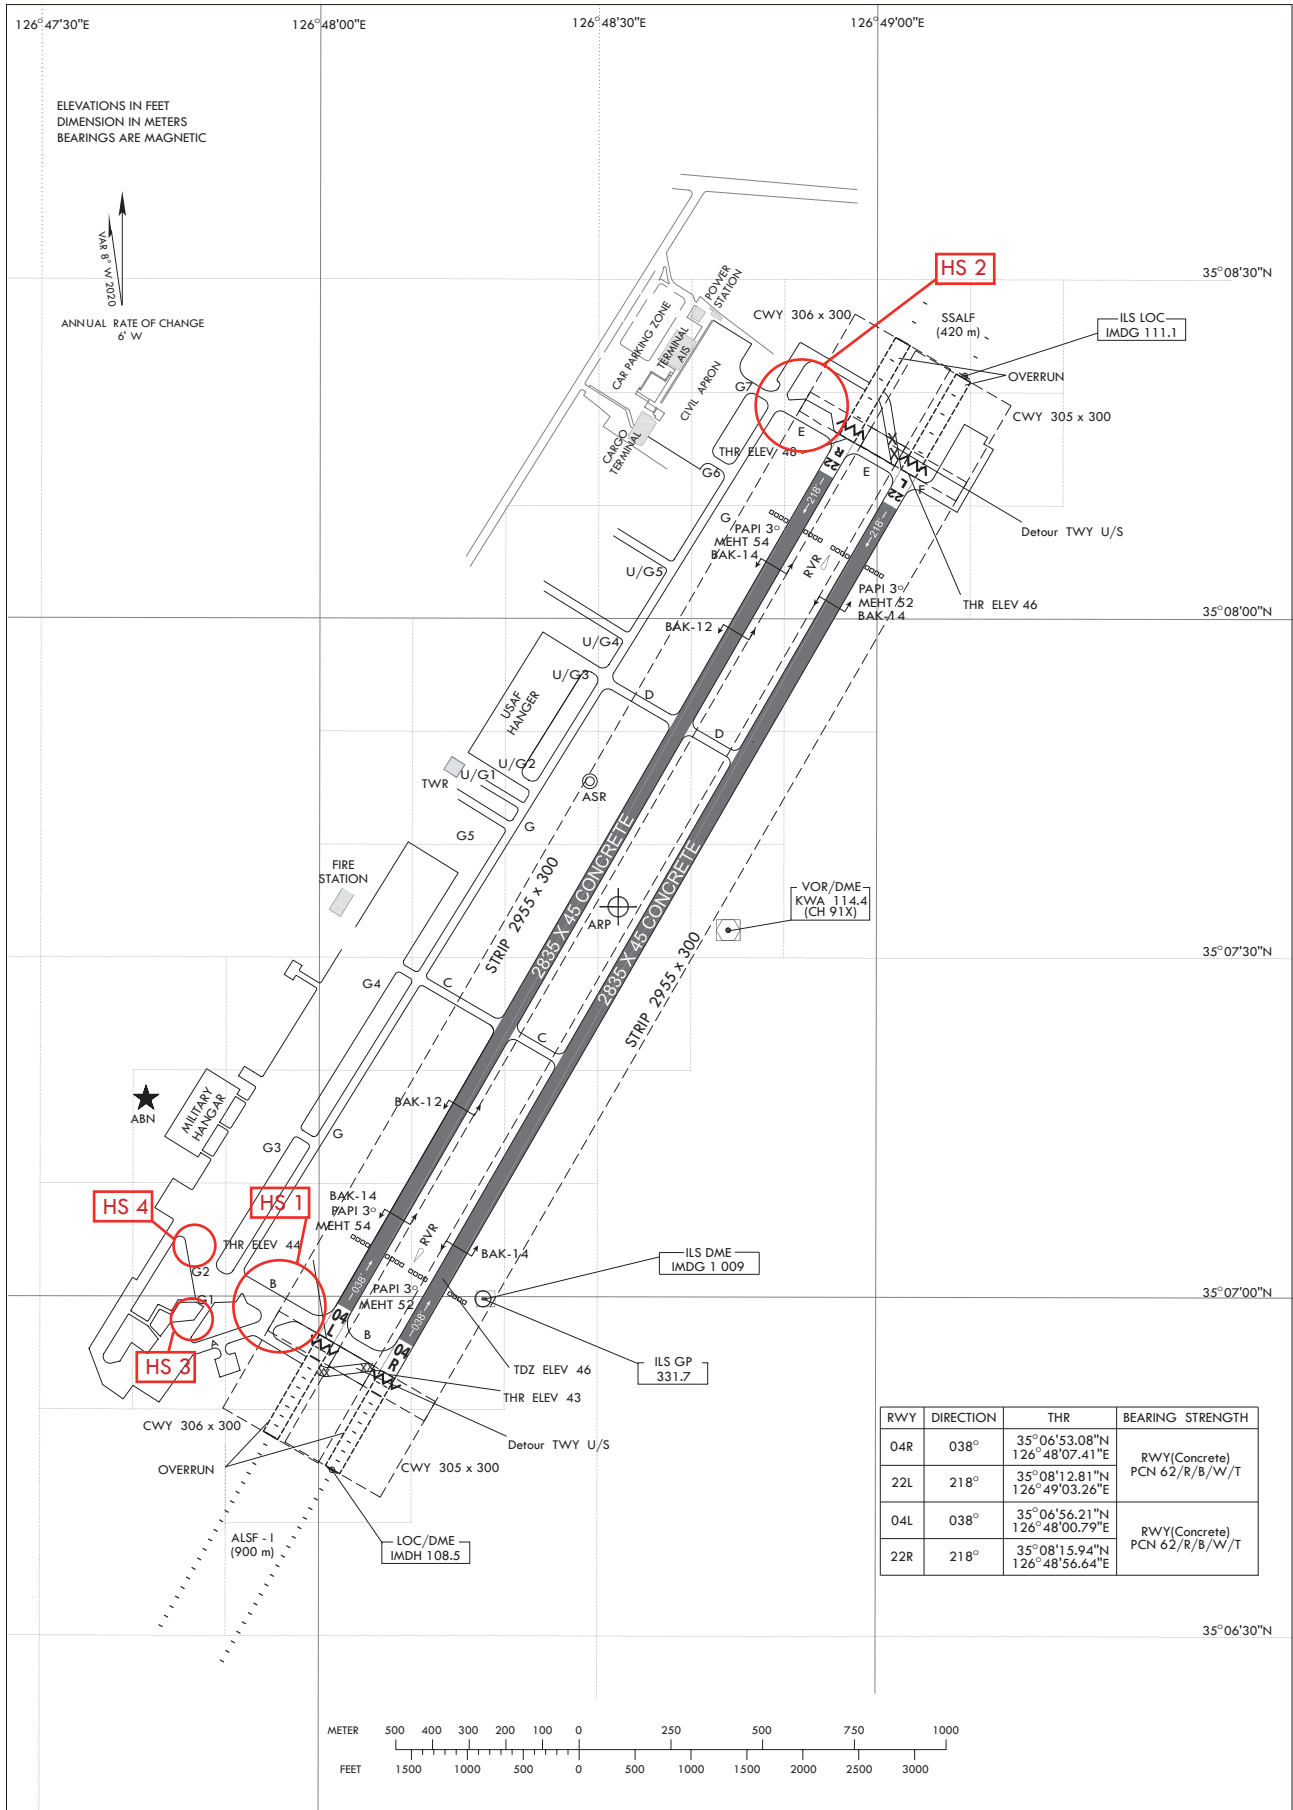 126°47'30"E
126°48'00"E
126°48'30"E
126°49'00"E
ELEVATIONS IN FEET
DIMENSION IN METERS
BEARINGS ARE MAGNETIC
VAR 8° W 2020
ANNUAL RATE OF CHANGE
6' W
HS 2
35°08'30"N
POWER
STATION
CAR PARKING ZONE
TERMINAL
AIS
CIVIL APRON
CARGO
TERMINAL
CWY 306 x 300
SSALF
(420 m)
ILS LOC
IMDG 111.1
OVERRUN
CWY 305 x 300
G7
E
THR ELEV 48
22
R
E
22
L
F
G6
G
218°
218°
PAPI 3°
MEHT 54
BAK-14
RVR
Detour TWY U/S
U/G5
PAPI 3°
MEHT 52
BAK-14
THR ELEV 46
35°08'00"N
BAK-12
U/G4
U/G3
USAF
HANGER
D
D
U/G2
U/G1
TWR
ASR
G
G5
FIRE
STATION
2835 X 45 CONCRETE
2835 X 45 CONCRETE
STRIP 2955 x 300
STRIP 2955 x 300
ARP
VOR/DME
KWA 114.4
(CH 91X)
35°07'30"N
G4
C
C
ABN
MILITARY
HANGAR
BAK-12
G
G3
HS 4
HS 1
BAK-14
PAPI 3°
MEHT 54
RVR
THR ELEV 44
BAK-14
ILS DME
IMDG 1 009
G2
B
038°
PAPI 3°
MEHT 52
038°
35°07'00"N
G1
04
L
B
04
R
A
HS 3
TDZ ELEV 46
ILS GP
331.7
THR ELEV 43
CWY 306 x 300
Detour TWY U/S
OVERRUN
CWY 305 x 300
RWY DIRECTION THR BEARING STRENGTH
04R 038° 35°06'53.08"N
126°48'07.41"E
RWY(Concrete)
PCN 62/R/B/W/T
22L 218° 35°08'12.81"N
126°49'03.26"E
04L 038° 35°06'56.21"N
126°48'00.79"E
RWY(Concrete)
PCN 62/R/B/W/T
22R 218° 35°08'15.94"N
126°48'56.64"E
ALSF - I
(900 m)
LOC/DME
IMDH 108.5
35°06'30"N
METER 500 400 300 200 100 0 250 500 750 1000
FEET 1500 1000 500 0 500 1000 1500 2000 2500 3000